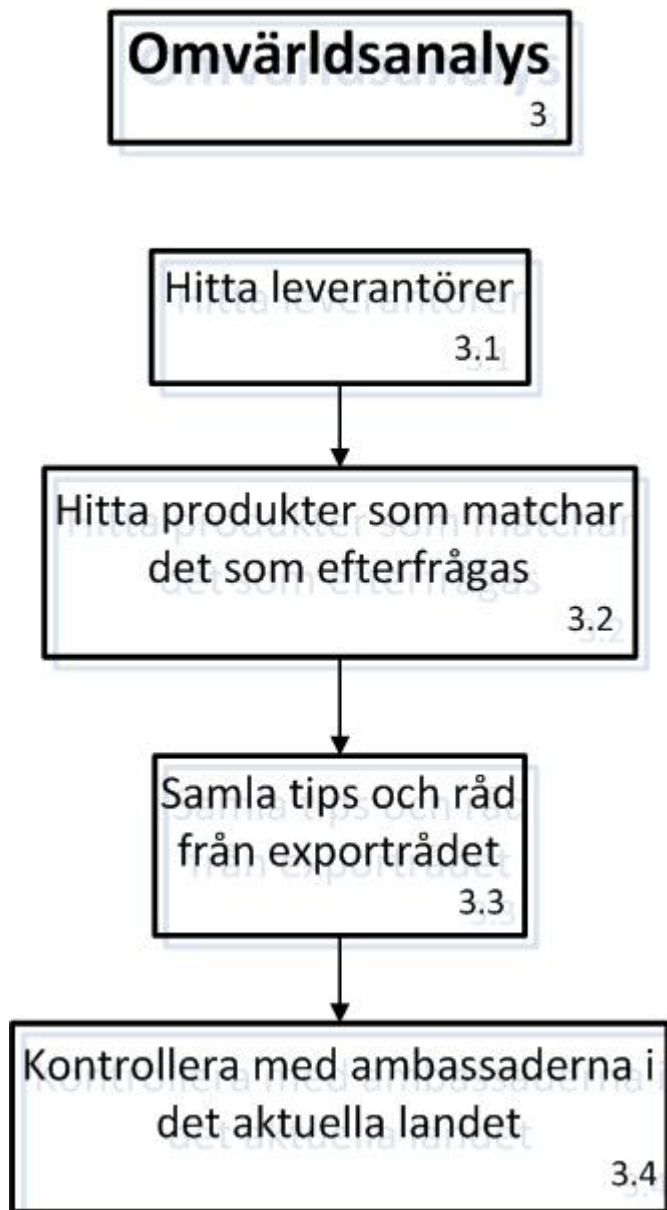 Omvärldsanalys
3
Hitta leverantörer
3.1
Hitta produkter som matchar
det som efterfrågas
3.2
Samla tips och råd
från exportrådet
3.3
Kontrollera med ambassaderna i
det aktuella landet
3.4